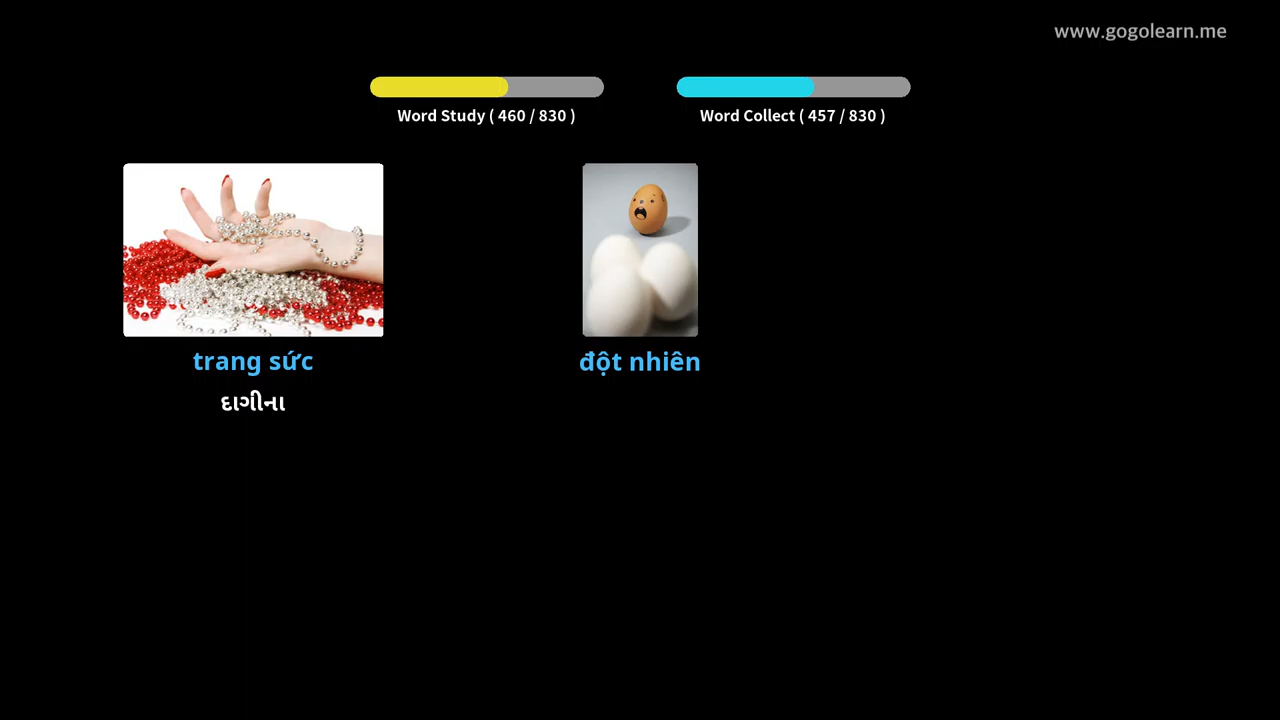 www.gogolearn.me
Word Study ( 460 / 830 )
Word Collect ( 457 / 830 )
trang sức
đột nhiên
દાગીના